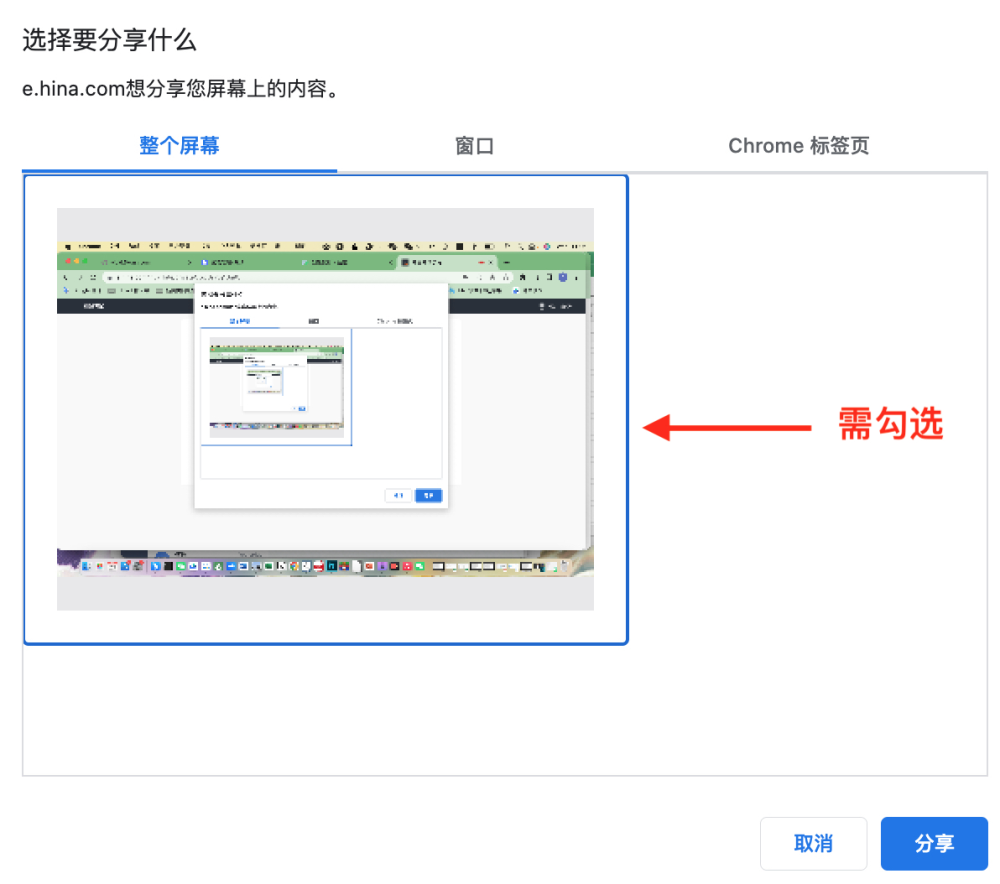 选择要分享什么
e.hina.com想分享您屏幕上的内容。
整个屏幕
窗口
Chrome 标签页
需勾选
取消
分享